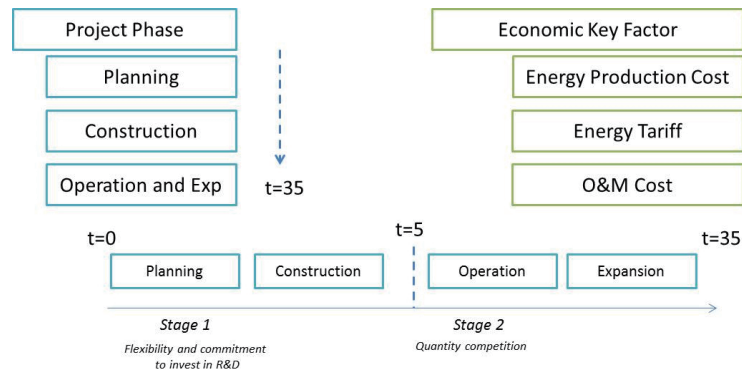 Project Phase
Economic Key Factor
Planning
Energy Production Cost
Construction
Energy Tariff
Operation and Exp
t=35
O&M Cost
t=0
t=5
t=35
Planning
Construction
Operation
Expansion
Stage 1
Stage 2
Flexibility and commitment
to invest in R&D
Quantity competition